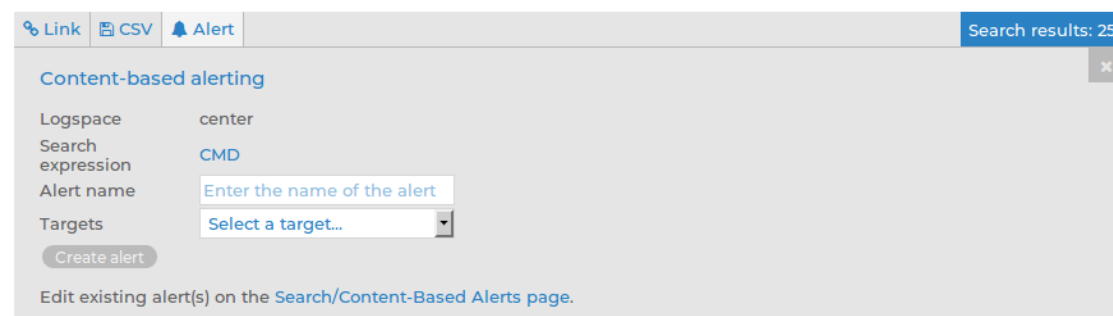 Link CSV Alert Search results: 25
Content-based alerting
Logspace center
Search
expression CMD
Alert name Enter the name of the alert
Targets Select a target...
Create alert
Edit existing alert(s) on the Search/Content-Based Alerts page.